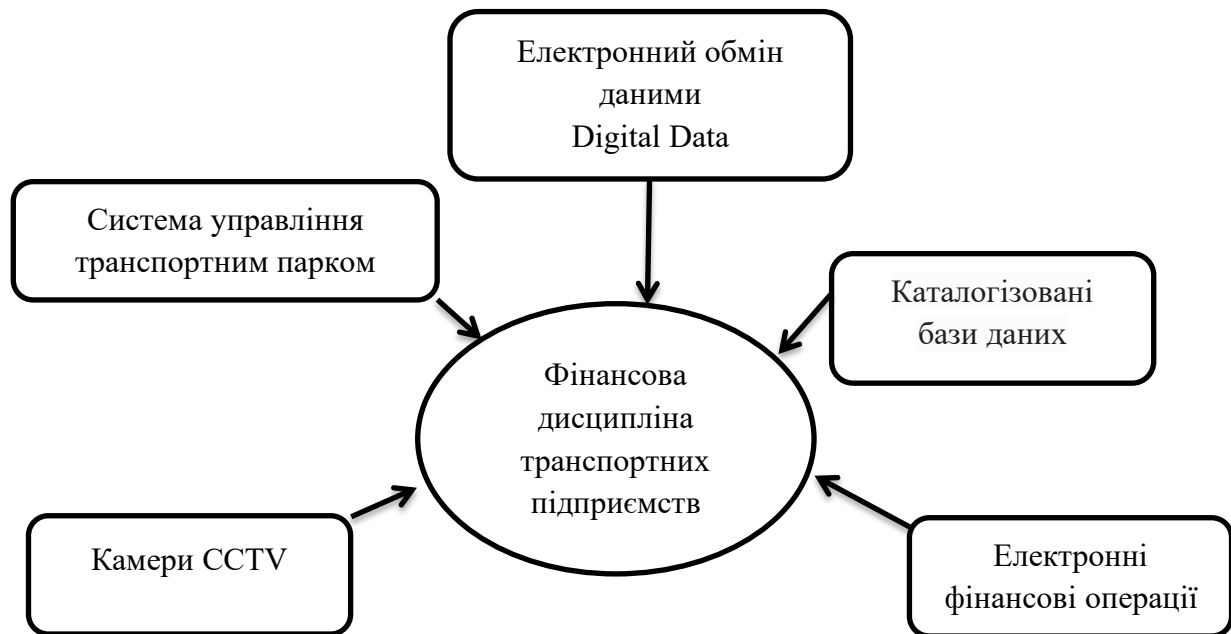 Електронний обмін
даними
Digital Data
Система управління
транспортним парком
Каталогізовані
бази даних
Фінансова
дисципліна
транспортних
підприємств
Камери CCTV
Електронні
фінансові операції